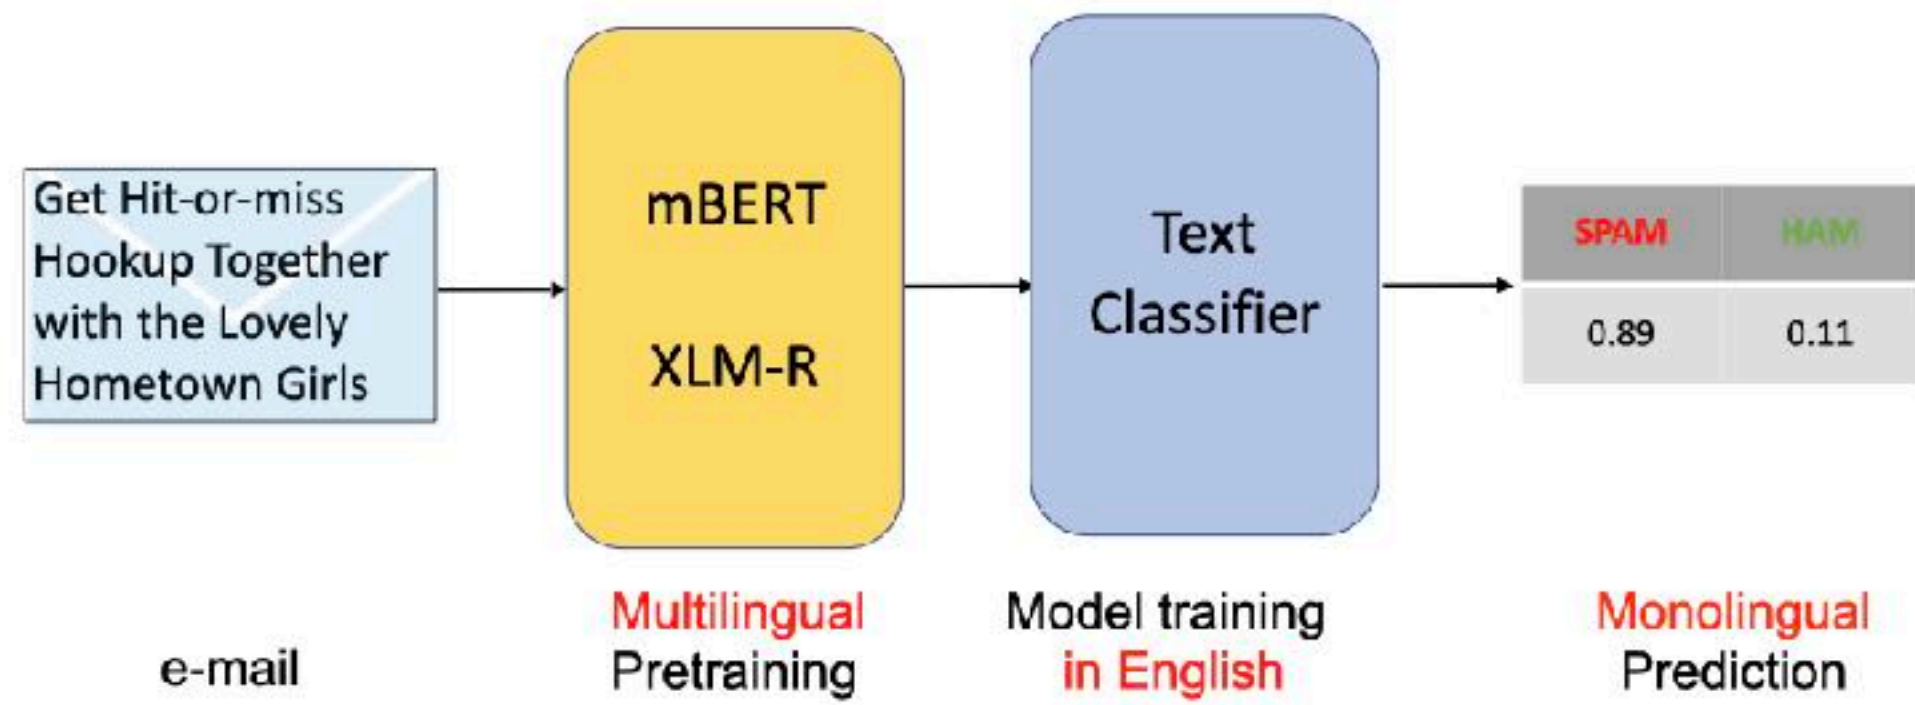 Get Hit-or-miss
Hookup Together
with the Lovely
Hometown Girls
mBERT
XLM-R
Text
Classifier
SPAM HAM
0.89 0.11
e-mail
Multilingual
Pretraining
Model training
in English
Monolingual
Prediction